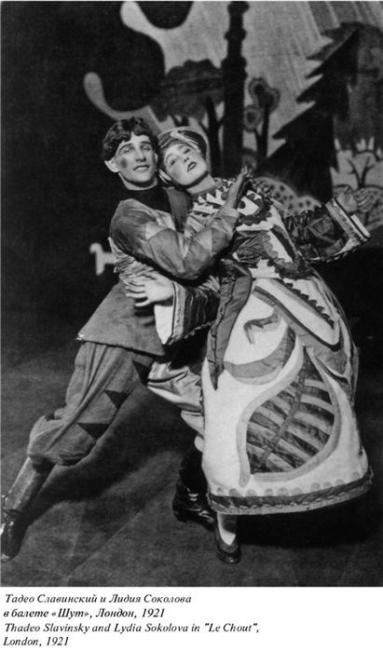 Тадео Славинский и Лидия Соколова
в балете «Шут», Лондон, 1921
Thadeo Slavinsky and Lydia Sokolova in "Le Chout",
London, 1921